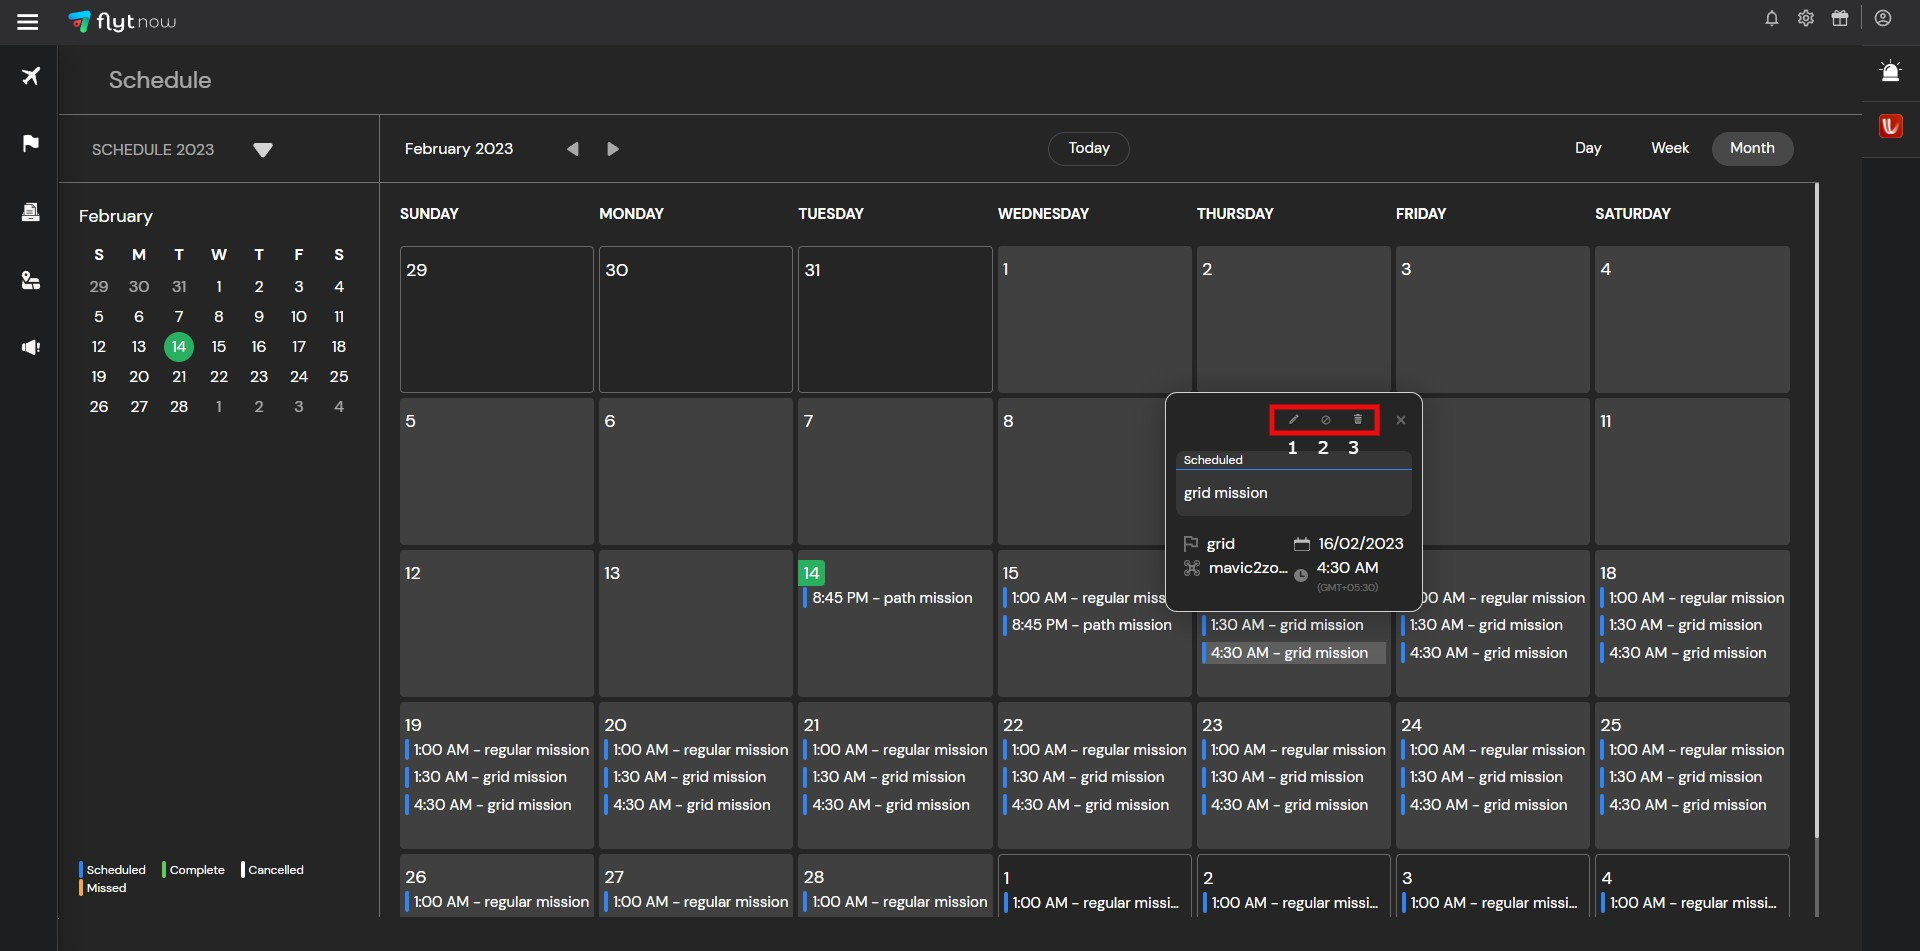 flytnow
Schedule
SCHEDULE 2023
February 2023
Today
Day
Week
Month
February
S M T W T F S
29 30 31 1 2 3 4
5 6 7 8 9 10 11
12 13 14 15 16 17 18
19 20 21 22 23 24 25
26 27 28 1 2 3 4
Scheduled
Complete
Cancelled
Missed
SUNDAY MONDAY TUESDAY WEDNESDAY THURSDAY FRIDAY SATURDAY
29 30 31 1 2 3 4
5 6 7 8 11
1 2 3
Scheduled
grid mission
grid
16/02/2023
mavic2zo...
4:30 AM
(GMT+05:30)
12
13
14
8:45 PM - path mission
15
1:00 AM - regular miss
8:45 PM - path mission
1:30 AM - grid mission
4:30 AM - grid mission
00 AM - regular mission
1:30 AM - grid mission
4:30 AM - grid mission
18
1:00 AM - regular mission
1:30 AM - grid mission
4:30 AM - grid mission
19
1:00 AM - regular mission
1:30 AM - grid mission
4:30 AM - grid mission
20
1:00 AM - regular mission
1:30 AM - grid mission
4:30 AM - grid mission
21
1:00 AM - regular mission
1:30 AM - grid mission
4:30 AM - grid mission
22
1:00 AM - regular mission
1:30 AM - grid mission
4:30 AM - grid mission
23
1:00 AM - regular mission
1:30 AM - grid mission
4:30 AM - grid mission
24
1:00 AM - regular mission
1:30 AM - grid mission
4:30 AM - grid mission
25
1:00 AM - regular mission
1:30 AM - grid mission
4:30 AM - grid mission
26
1:00 AM - regular mission
27
1:00 AM - regular mission
28
1:00 AM - regular mission
1
1:00 AM - regular missi...
2
1:00 AM - regular missi...
3
1:00 AM - regular missi...
4
1:00 AM - regular missi...